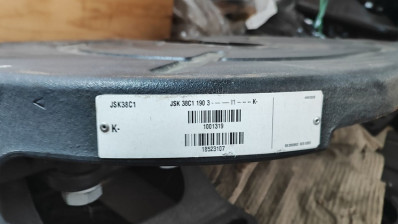 JSK38C1 JSK 38C1 190 3 - ---- -- 11 ---- K-
K-
1001319
18523107